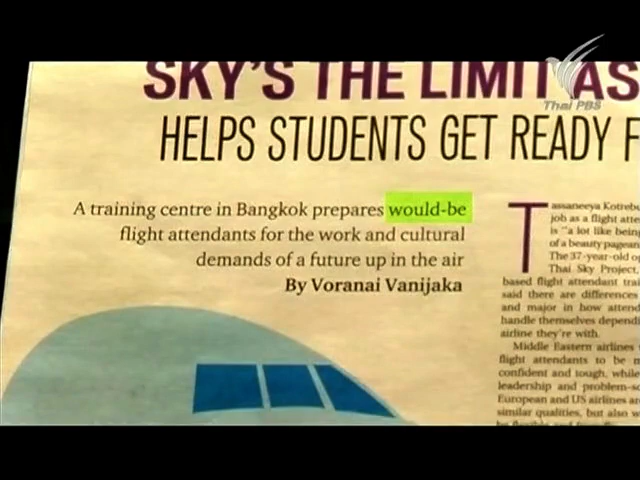 SKY'S THE LIMIT AS
HELPS STUDENTS GET READY F
Thai PBS
A training centre in Bangkok prepares would-be
flight attendants for the work and cultural
demands of a future up in the air
By Voranai Vanijaka
Tassaneeya Kotrebu
job as a flight atte
is "a lot like being
of a beauty pagean
The 37-year-old o
Thai Sky Project,
based flight attendant trai
said there are differences
and major in how attend
handle themselves dependi
airline they're with.
Middle Eastern airlines
flight attendants to be m
confident and tough, while
leadership and problem-s
European and US airlines ar
similar qualities, but also w